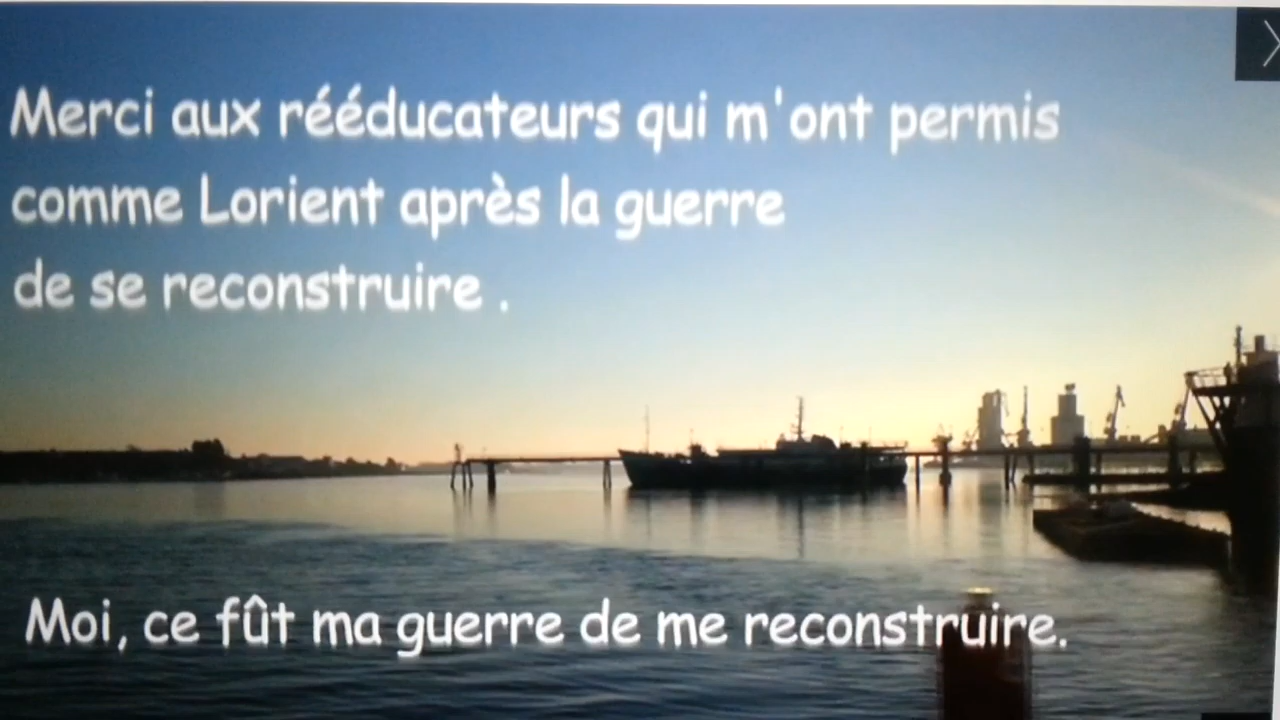 Merci aux rééducateurs qui m'ont permis
comme Lorient après la guerre
de se reconstruire .
Moi, ce fût ma guerre de me reconstruire.